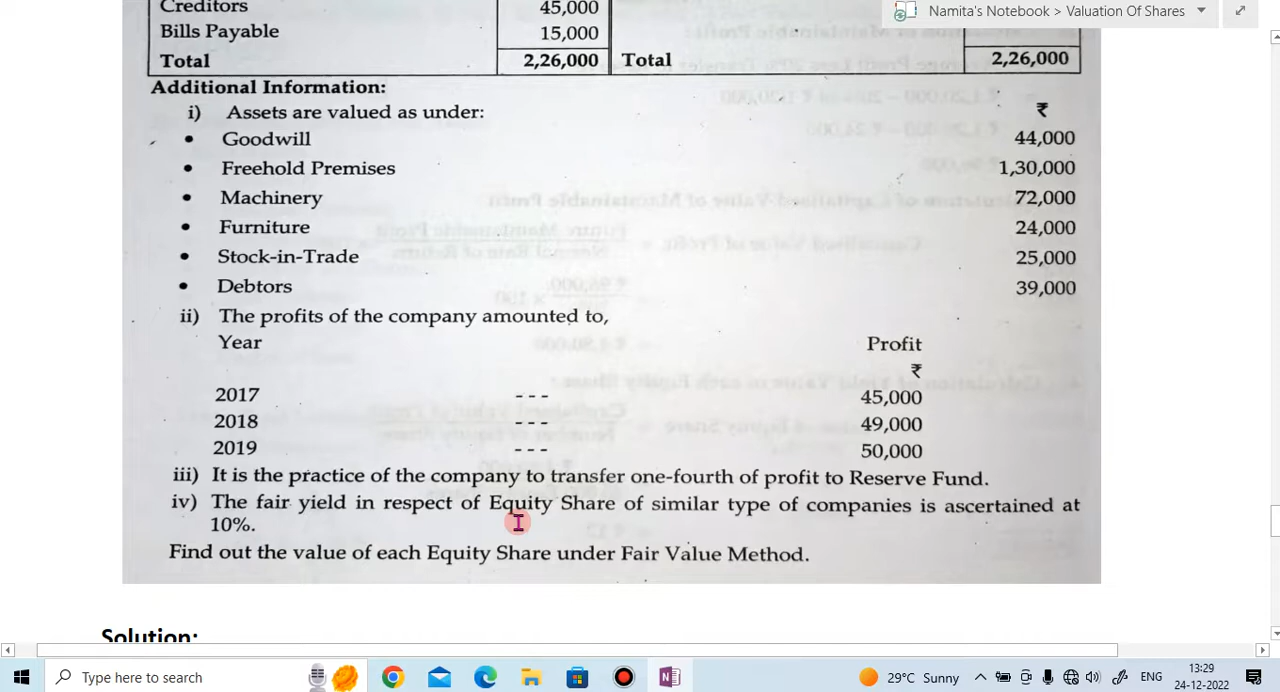 Namita's Notebook > Valuation Of Shares
Creditors 45,000
Bills Payable 15,000
Total 2,26,000 Total 2,26,000
Additional Information:
i) Assets are valued as under: ₹
• Goodwill 44,000
• Freehold Premises 1,30,000
• Machinery 72,000
• Furniture 24,000
• Stock-in-Trade 25,000
• Debtors 39,000
ii) The profits of the company amounted to,
Year Profit
₹
2017 --- 45,000
2018 --- 49,000
2019 --- 50,000
iii) It is the practice of the company to transfer one-fourth of profit to Reserve Fund.
iv) The fair yield in respect of Equity Share of similar type of companies is ascertained at
10%.
Find out the value of each Equity Share under Fair Value Method.
Solution:
Type here to search
29°C Sunny
ENG
13:29
24-12-2022